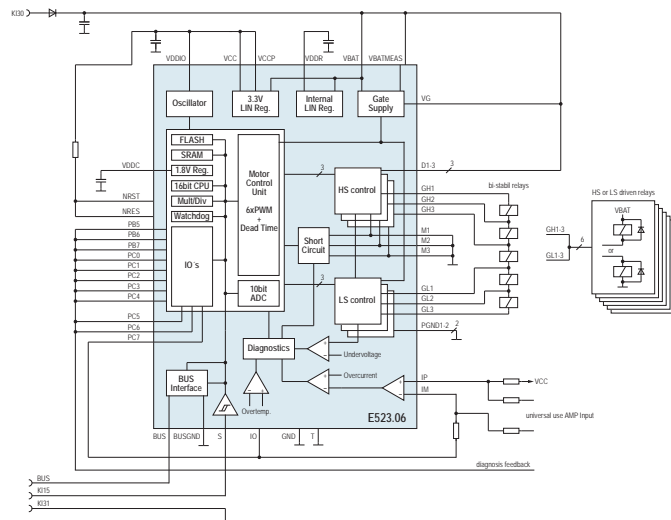 Kl30
VDDIO
VCC
VCCP
VDDR
VBAT
VBATMEAS
Oscillator
3.3V
LIN Reg.
Internal
LIN Reg.
Gate
Supply
VG
FLASH
SRAM
1.8V Reg.
16bit CPU
Mult/Div
Watchdog
IO´s
Motor
Control
Unit
6xPWM
+
Dead Time
10bit
ADC
VDDC
NRST
NRES
PB5
PB6
PB7
PC0
PC1
PC2
PC3
PC4
PC5
PC6
PC7
3
HS control
Short
Circuit
3
LS control
D1-3
3
GH1
GH2
GH3
M1
M2
M3
GL1
GL2
GL3
PGND1-2
2
bi-stabil relays
HS or LS driven relays
VBAT
or
GH1-3
6
GL1-3
Diagnostics
+
−
Undervoltage
+
−
Overcurrent
+
−
IP
IM
VCC
universal use AMP Input
BUS
Interface
−
+
Overtemp.
E523.06
BUS
BUSGND
S
IO
GND
T
diagnosis feedback
BUS
Kl15
Kl31